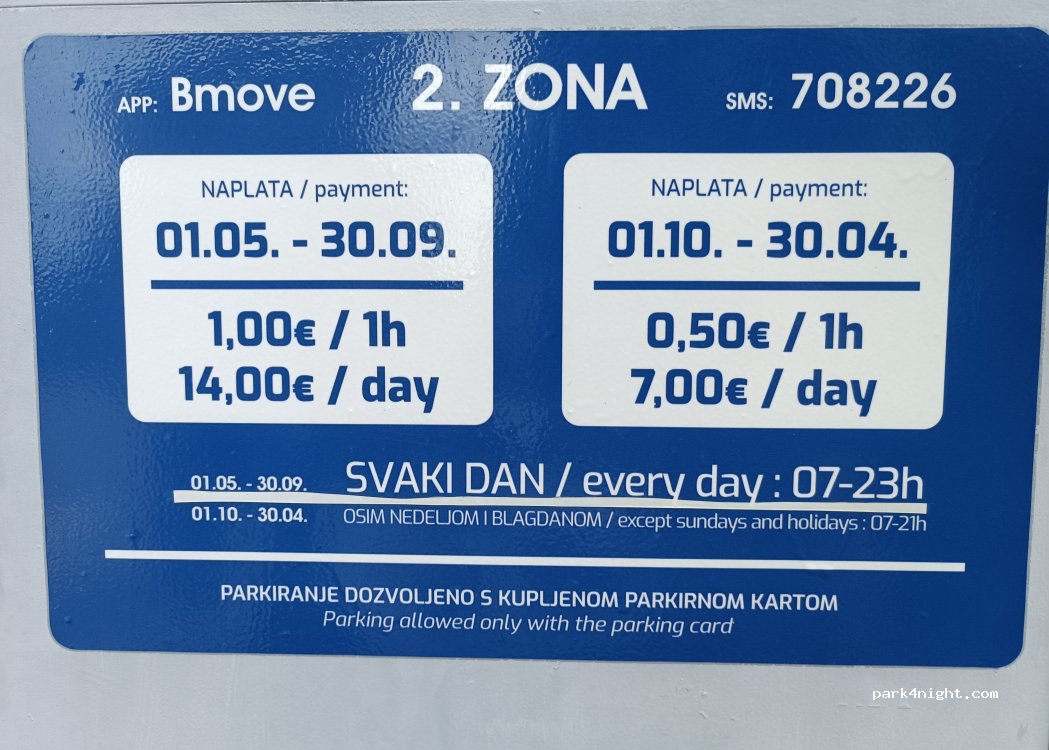 APP: Bmove 2. ZONA SMS: 708226
NAPLATA / payment:
01.05. - 30.09.
1,00€ / 1h
14,00€ / day
NAPLATA / payment:
01.10. - 30.04.
0,50€ / 1h
7,00€ / day
01.05. - 30.09. SVAKI DAN / every day : 07-23h
01.10. - 30.04. OSIM NEDELJOM I BLAGDANOM / except sundays and holidays : 07-21h
PARKIRANJE DOZVOLJENO S KUPLJENOM PARKIRNOM KARTOM
Parking allowed only with the parking card
park4night.com